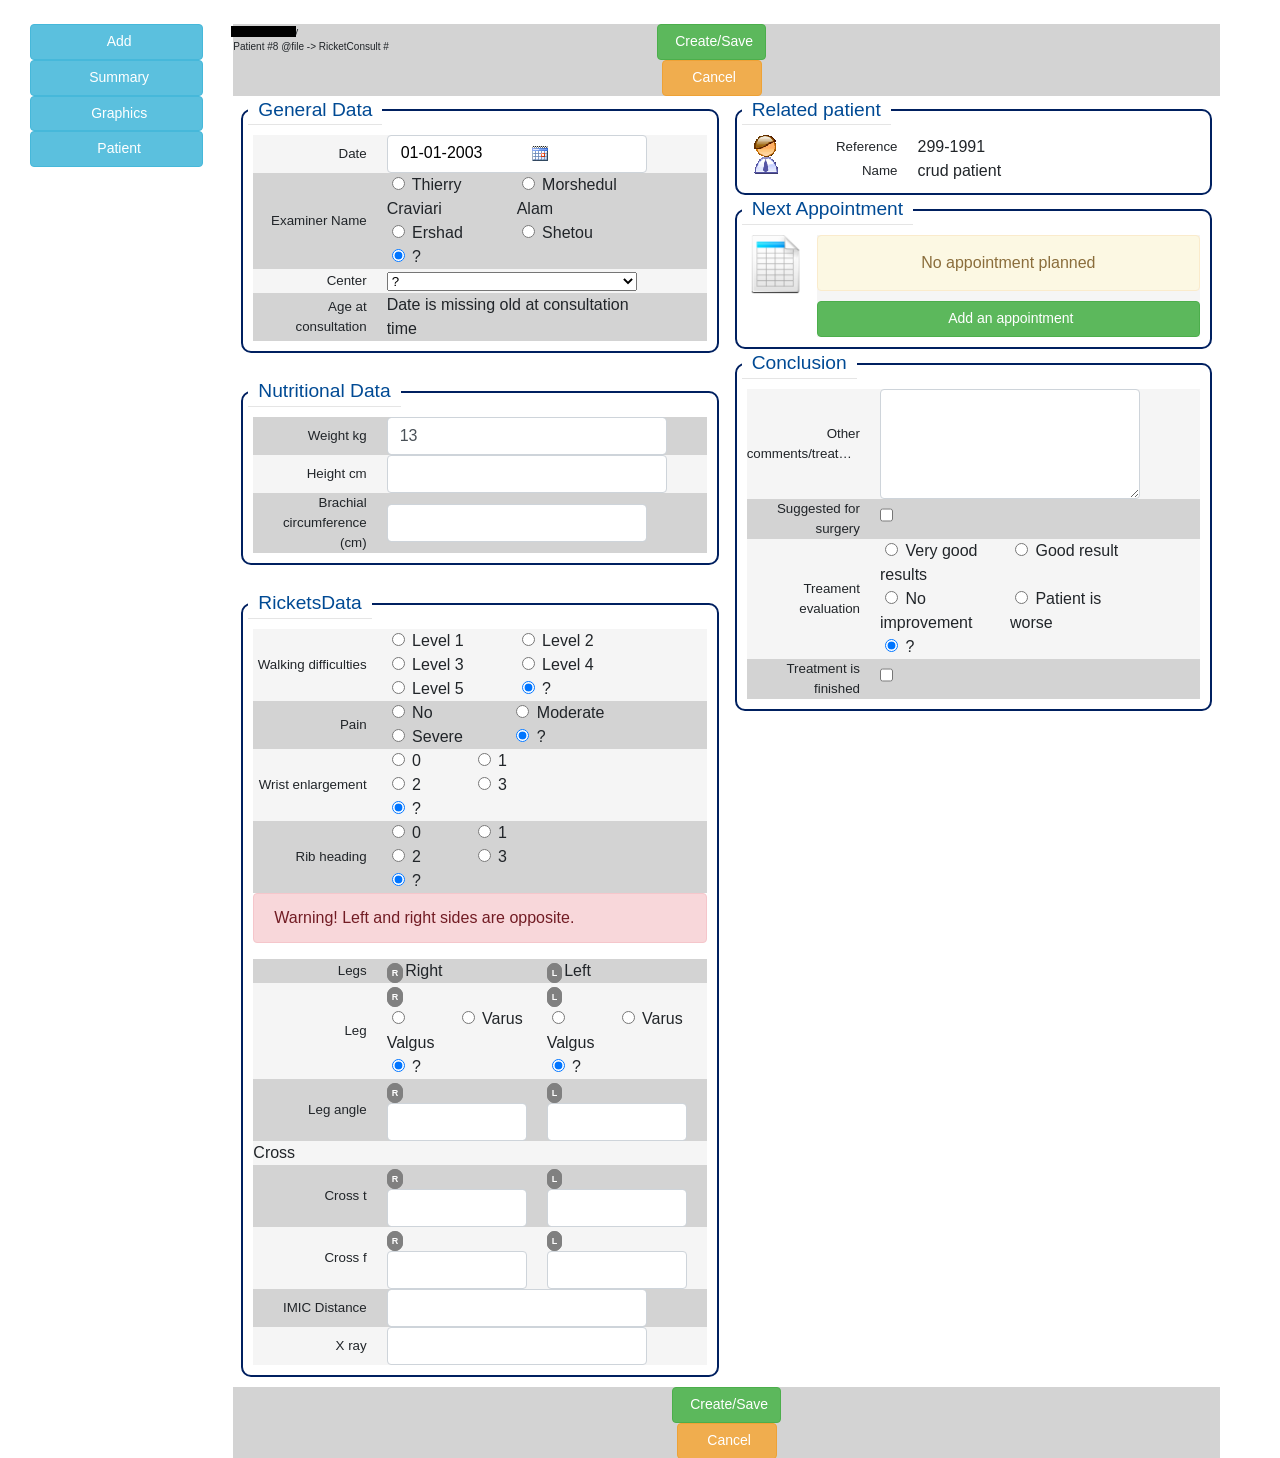 Add
Summary
Graphics
Patient
Patient #8 @file -> RicketConsult #
Create/Save
Cancel
General Data
Date 01-01-2003
Examiner Name
Thierry Craviari
Morshedul Alam
Ershad
Shetou
?
Center ?
Age at consultation
Date is missing old at consultation
time
Nutritional Data
Weight kg 13
Height cm
Brachial
circumference
(cm)
RicketsData
Walking difficulties
Level 1 Level 2
Level 3 Level 4
Level 5 ?
Pain
No Moderate
Severe ?
Wrist enlargement
0 1
2 3
?
Rib heading
0 1
2 3
?
Warning! Left and right sides are opposite.
Legs R Right L Left
Leg
R L
Valgus Varus Valgus Varus
? ?
Leg angle R L
Cross
Cross t R L
Cross f R L
IMIC Distance
X ray
Related patient
Reference 299-1991
Name crud patient
Next Appointment
No appointment planned
Add an appointment
Conclusion
Other
comments/treat…
Suggested for
surgery
Treament
evaluation
Very good results
Good result
No improvement
Patient is worse
?
Treatment is
finished
Create/Save
Cancel